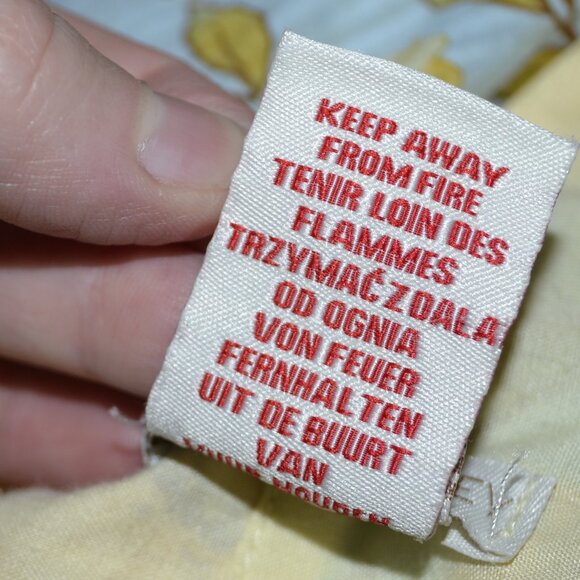 KEEP AWAY
FROM FIRE
TENIR LOIN DES
FLAMMES
TRZYMAĆ Z DALA
OD OGNIA
VON FEUER
FERNHALTEN
UIT DE BUURT
VAN